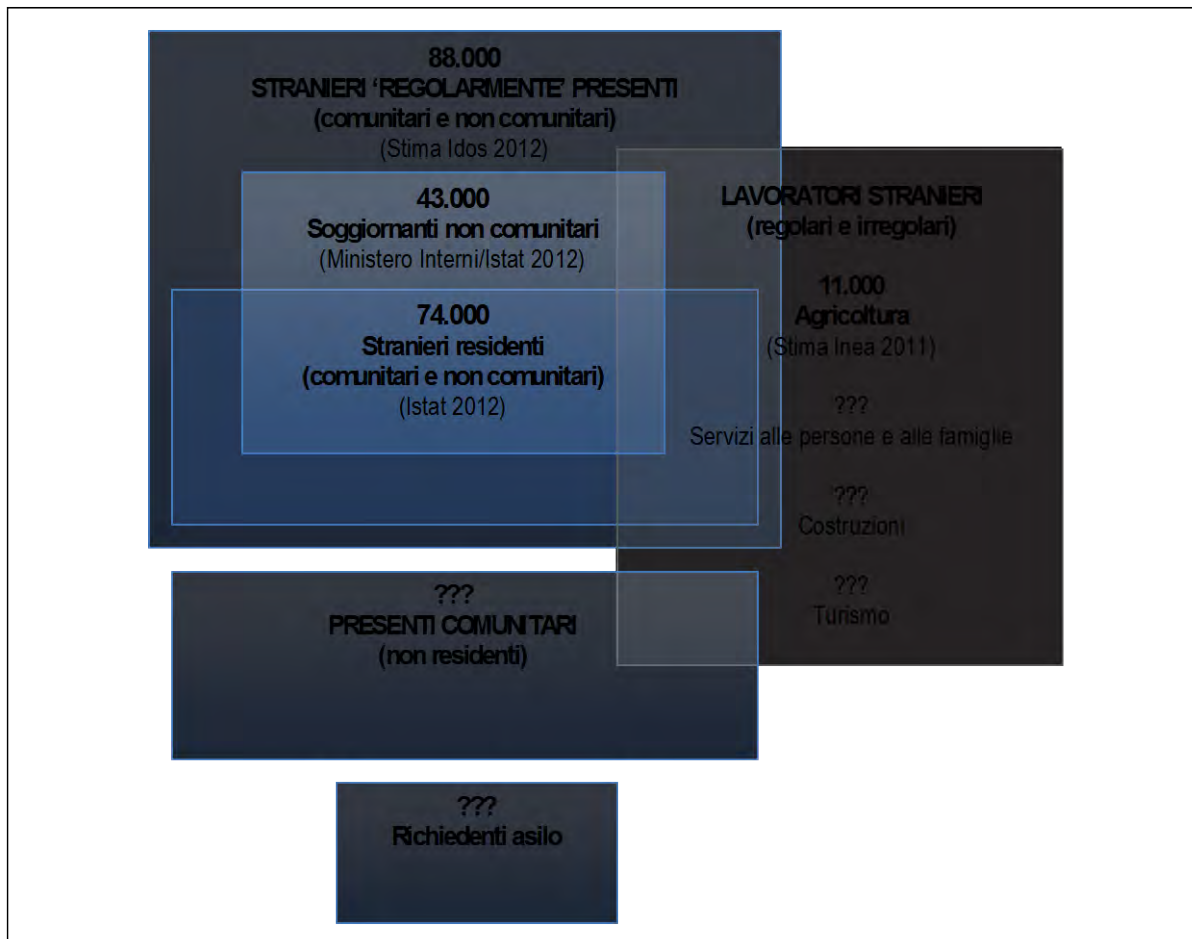 88.000
STRANIERI ‘REGOLARMENTE’ PRESENTI
(comunitari e non comunitari)
(Stima Idos 2012)
43.000
Soggiornanti non comunitari
(Ministero Interni/Istat 2012)
74.000
Stranieri residenti
(comunitari e non comunitari)
(Istat 2012)
LAVORATORI STRANIERI
(regolari e irregolari)
11.000
Agricoltura
(Stima Inea 2011)
???
Servizi alle persone e alle famiglie
???
Costruzioni
???
Turismo
???
PRESENTI COMUNITARI
(non residenti)
???
Richiedenti asilo